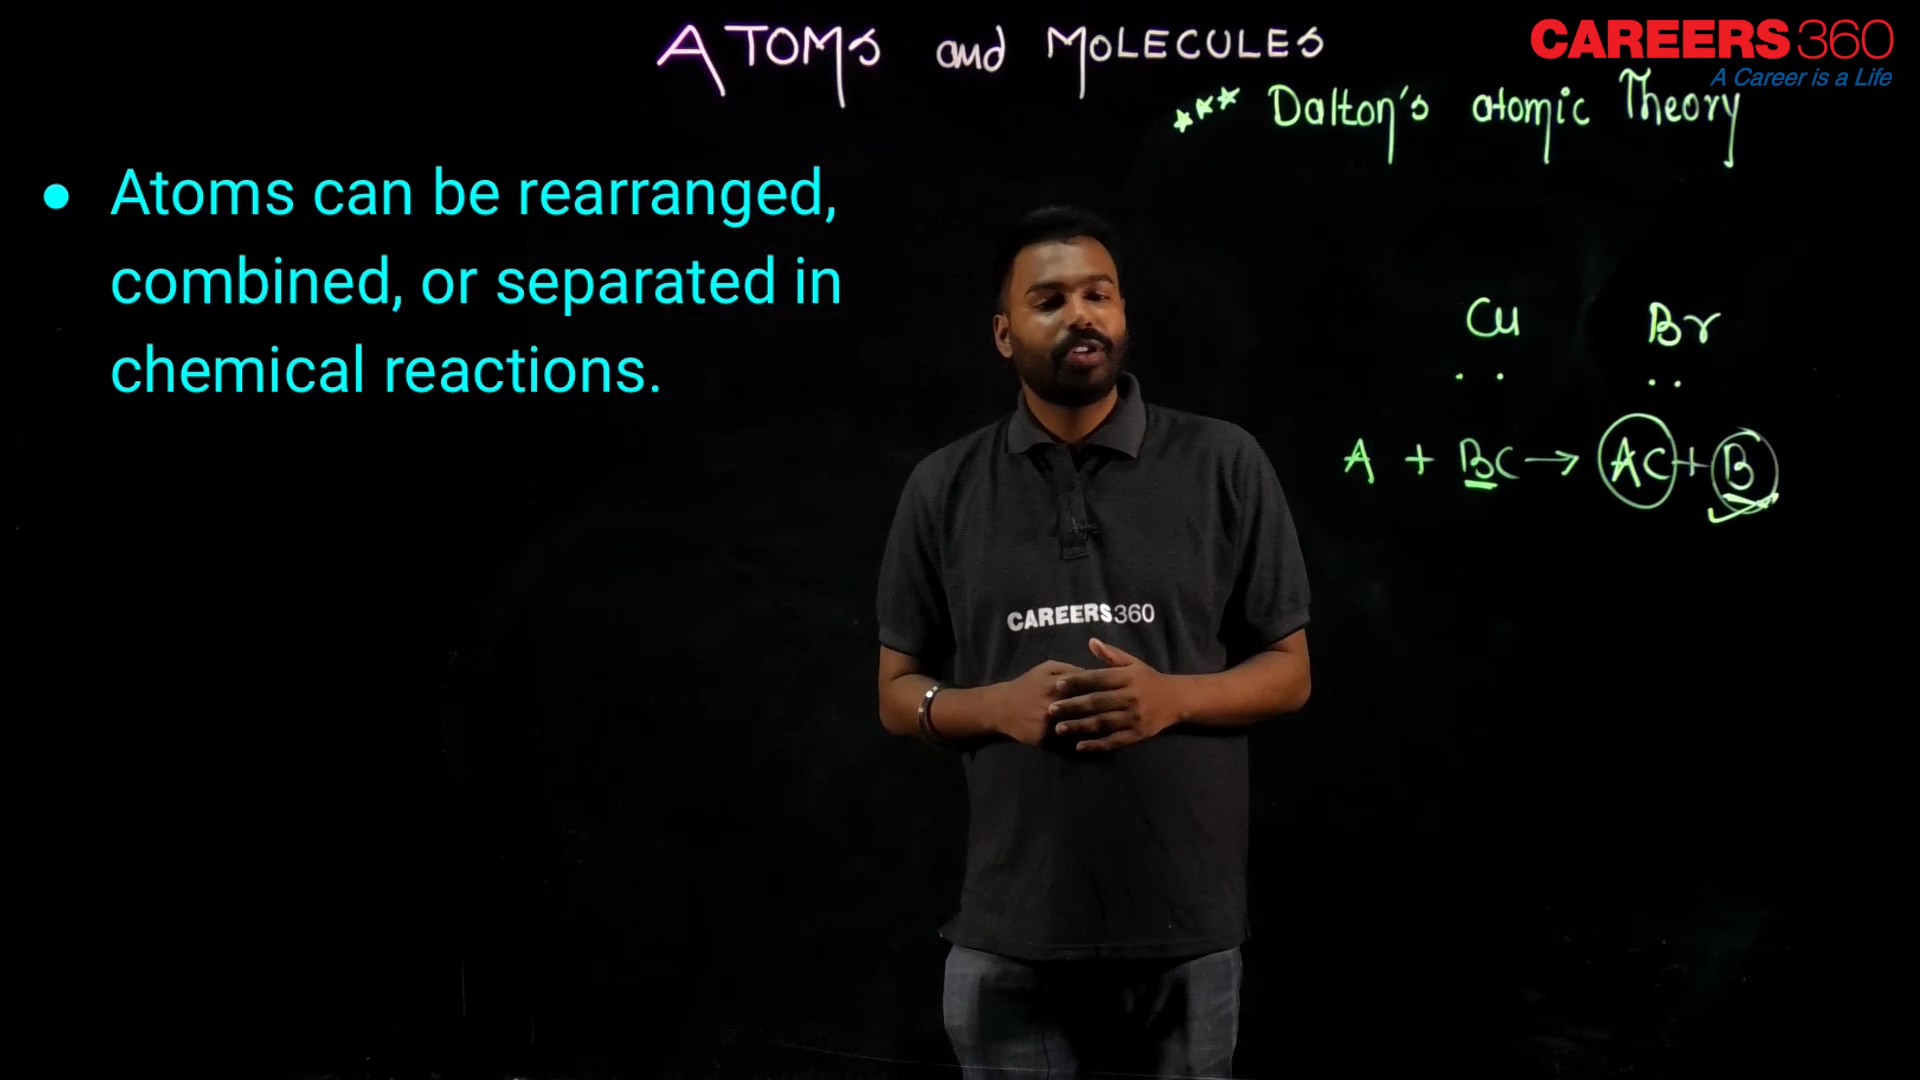 ATOMS and MOLECULES
CAREERS360
A Career is a Life
*** Dalton's atomic Theory
• Atoms can be rearranged,
combined, or separated in
chemical reactions.
Cu Br
.. ..
A + BC → AC + B
CAREERS360